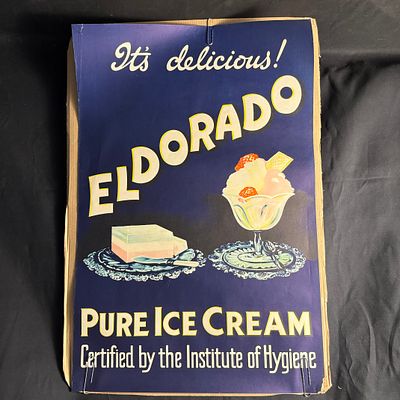 It's delicious!
ELDORADO
PURE ICE CREAM
Certified by the Institute of Hygiene